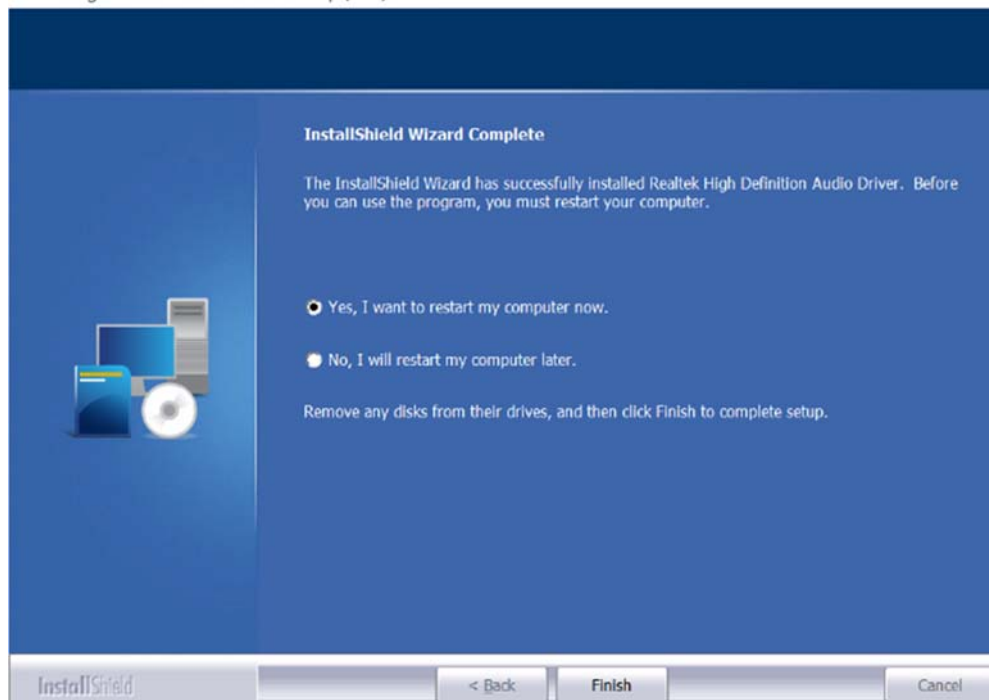 InstallShield Wizard Complete
The InstallShield Wizard has successfully installed Realtek High Definition Audio Driver. Before
you can use the program, you must restart your computer.
Yes, I want to restart my computer now.
No, I will restart my computer later.
Remove any disks from their drives, and then click Finish to complete setup.
InstallShield
< Back
Finish
Cancel